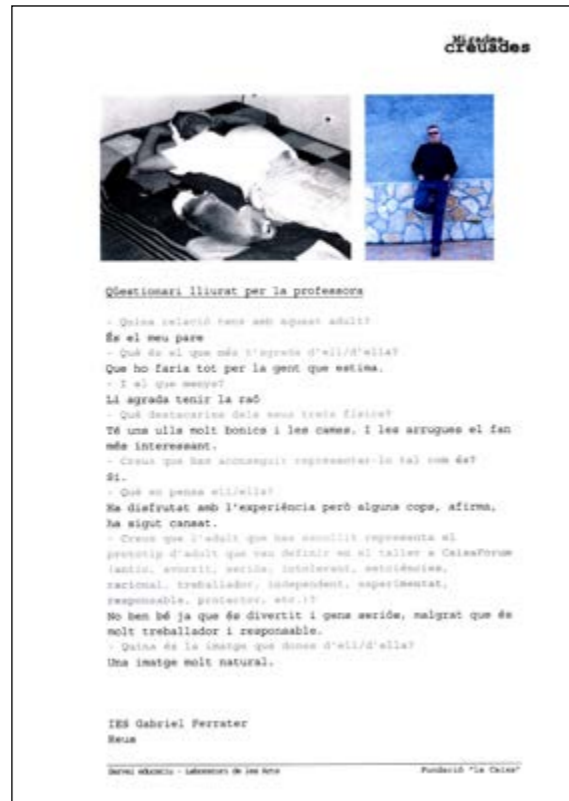 Mirades
creuades
Qüestionari lliurat per la professora
- Quina relació tens amb aquest adult?
És el meu pare
- Què és el que més t'agrada d'ell/d'ella?
Que ho faria tot per la gent que estima.
- I el que menys?
Li agrada tenir la raó
- Què destacaries dels seus trets físics?
Té uns ulls molt bonics i les cames. I les arrugues el fan
més interessant.
- Creus que has aconseguit representar-lo tal com és?
Si.
- Què en pensa ell/ella?
Ha disfrutat amb l'experiència però alguns cops, afirma,
ha sigut cansat.
- Creus que l'adult que has escollit representa el
prototip d'adult que vau definir en el taller a CaixaForum
(antic, avorrit, seriós, intolerant, estricte,
racional, treballador, independent, experimentat,
responsable, protector, etc.)?
No ben bé ja que és divertit i gens seriós, malgrat que és
molt treballador i responsable.
- Quina és la imatge que dones d'ell/d'ella?
Una imatge molt natural.
IES Gabriel Ferrater
Reus
Servei educatiu - Laboratori de les Arts
Fundació "la Caixa"